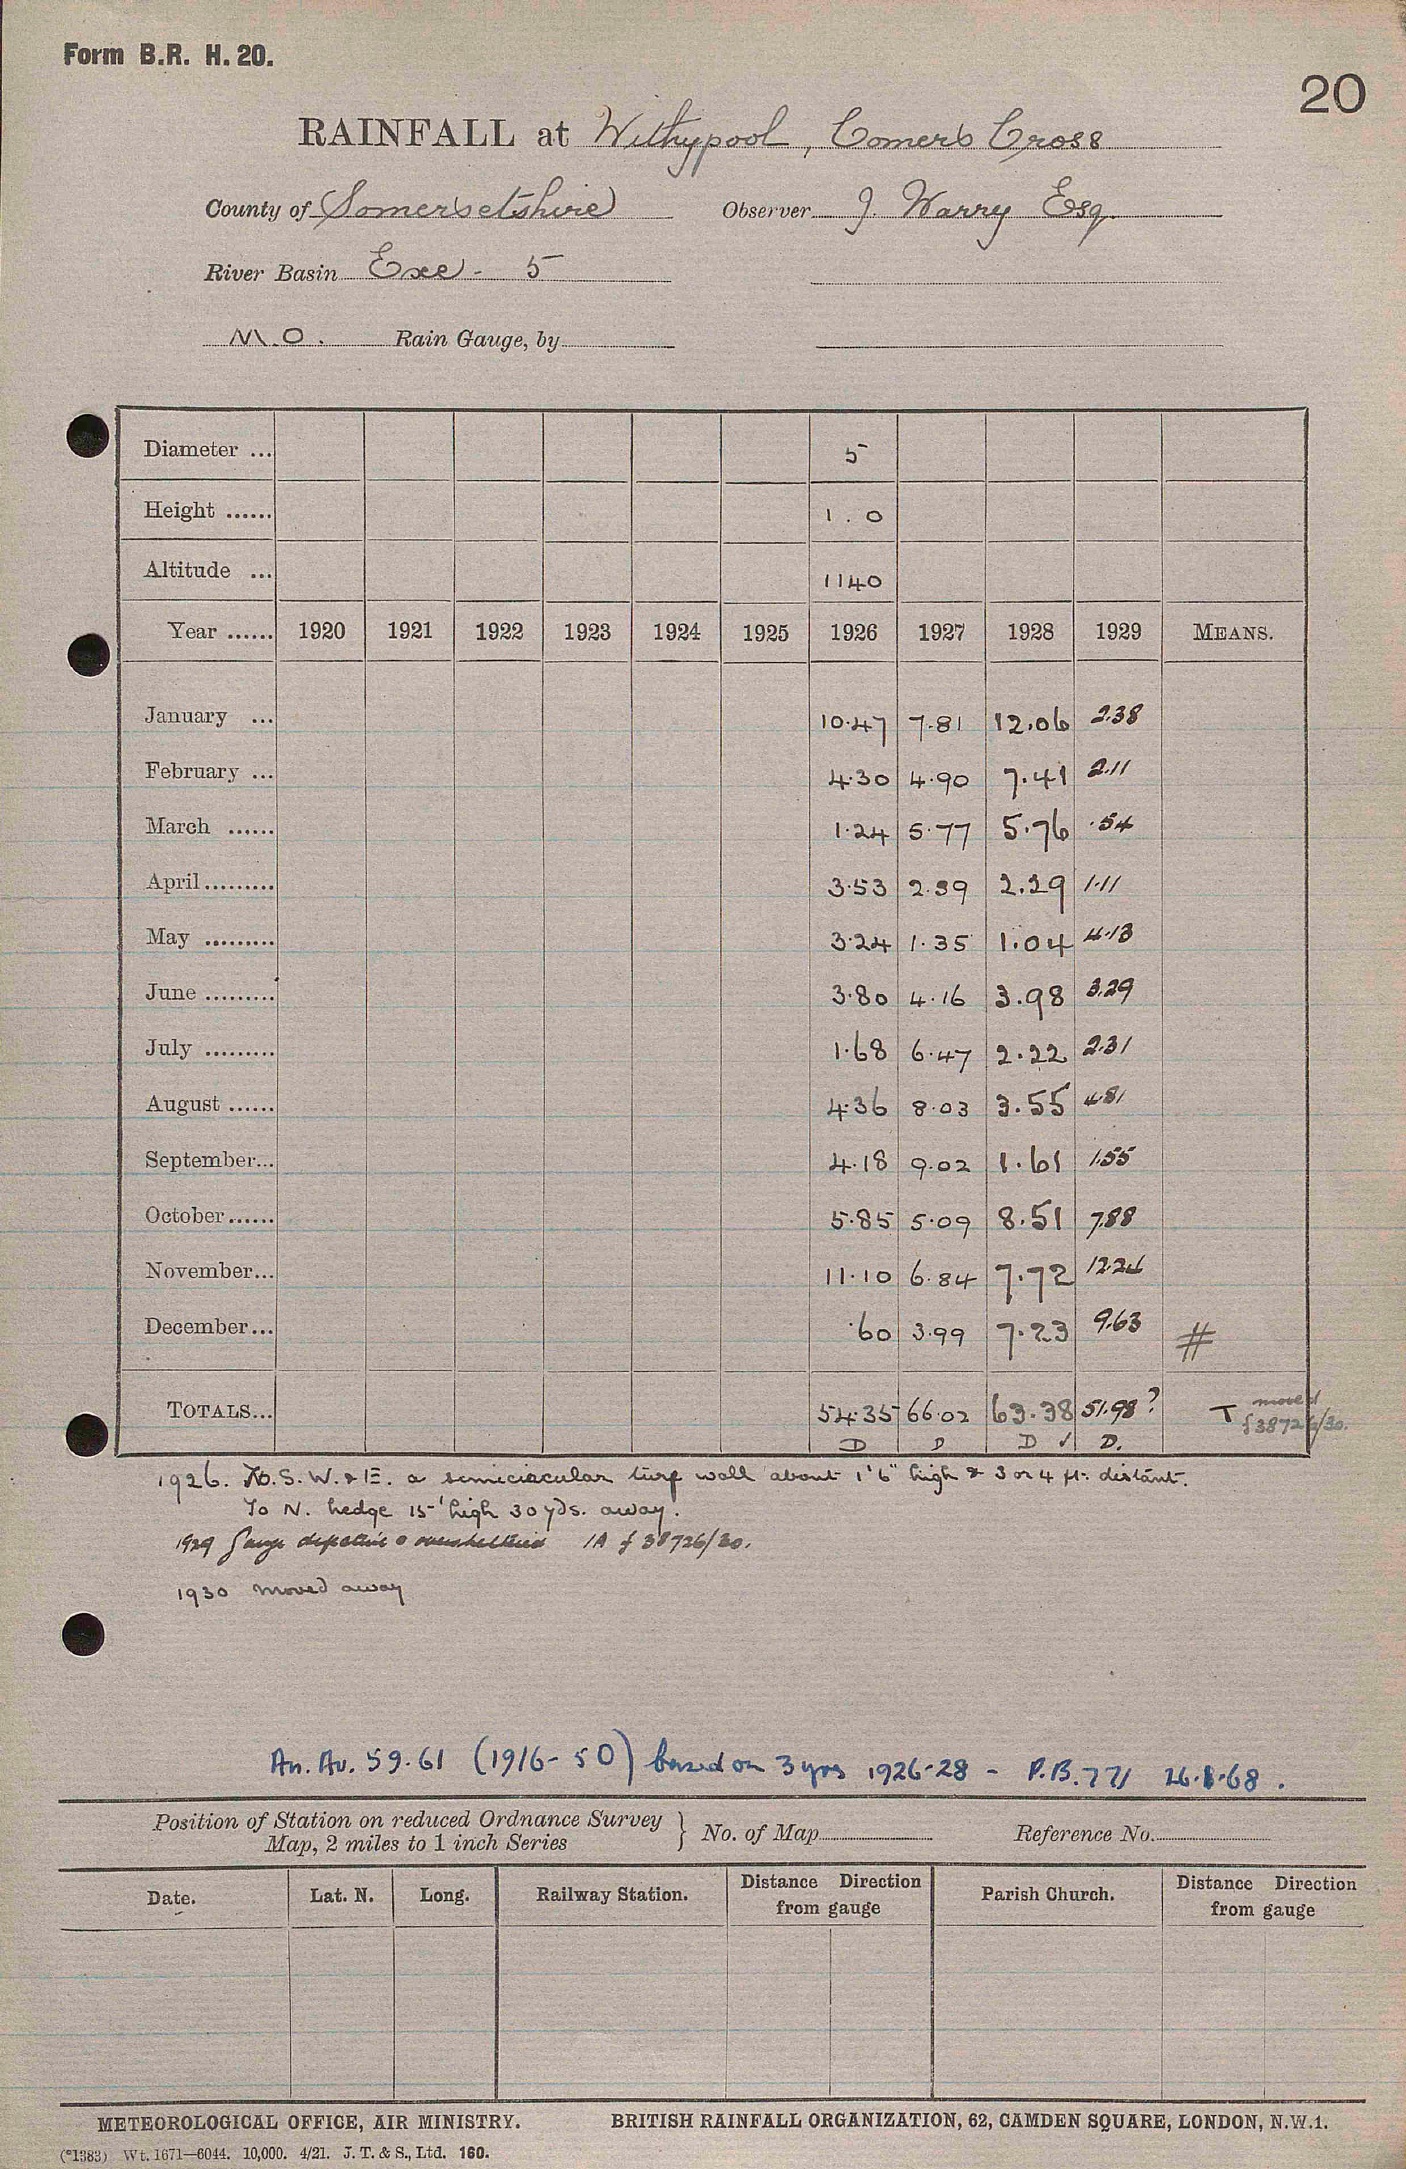 Form B.R. H. 20.
20
RAINFALL at Withypool, Comer's Cross
County of Somersetshire Observer J. Warry Esq.
River Basin Exe - 5
M.O. Rain Gauge, by
Diameter ... 5
Height ...... 1.0
Altitude ... 1140
Year ...... 1920 1921 1922 1923 1924 1925 1926 1927 1928 1929 MEANS.
January ... 10.47 7.81 12.06 2.38
February ... 4.30 4.90 7.41 2.11
March ...... 1.24 5.77 5.76 .54
April ......... 3.53 2.59 2.29 1.11
May ......... 3.24 1.35 1.04 4.13
June ......... 3.80 4.16 3.98 3.29
July ......... 1.68 6.47 2.22 2.31
August ...... 4.36 8.03 3.55 4.81
September... 4.18 9.02 1.61 1.55
October...... 5.85 5.09 8.51 7.88
November... 11.10 6.84 7.72 12.24
December... .60 3.99 7.23 9.63 #
TOTALS... 54.35 66.02 63.38 51.98? T moved
{38726/30.
D D D ✓ D.
1926. To S. W. & E. a semicircular turf wall about 1'6" high & 3 or 4 ft. distant.
To N. hedge 15' high 30 yds. away.
1929 Gauge defective & oversheltered 1A f 38726/30.
1930 moved away
An. Av. 59.61 (1916-50) based on 3 yrs 1926-28 - P.B.771 26.8.68.
Position of Station on reduced Ordnance Survey
Map, 2 miles to 1 inch Series } No. of Map Reference No.
Date. Lat. N. Long. Railway Station. Distance Direction from gauge Parish Church. Distance Direction from gauge
METEOROLOGICAL OFFICE, AIR MINISTRY. BRITISH RAINFALL ORGANIZATION, 62, CAMDEN SQUARE, LONDON, N.W.1.
(*1383) Wt. 1671—6044. 10,000. 4/21. J. T. & S., Ltd. 160.